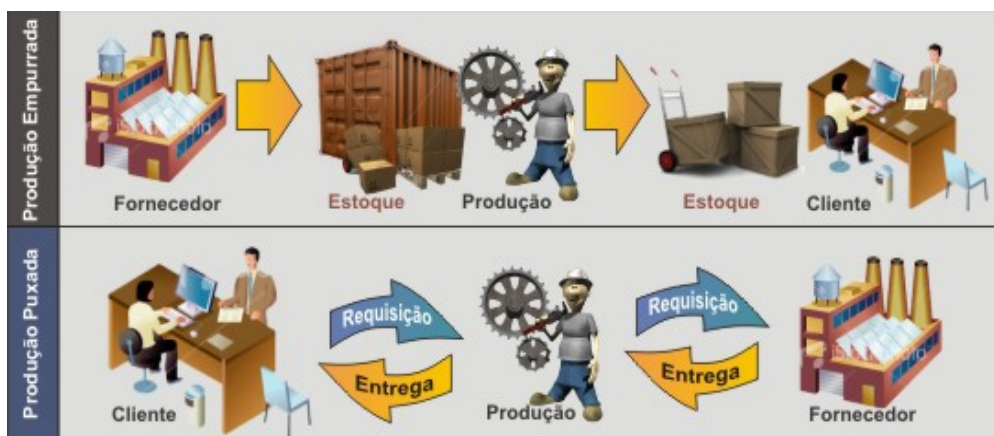 Produção Empurrada
Fornecedor
Estoque
Produção
Estoque
Cliente
Produção Puxada
Requisição
Entrega
Requisição
Entrega
Cliente
Produção
Fornecedor